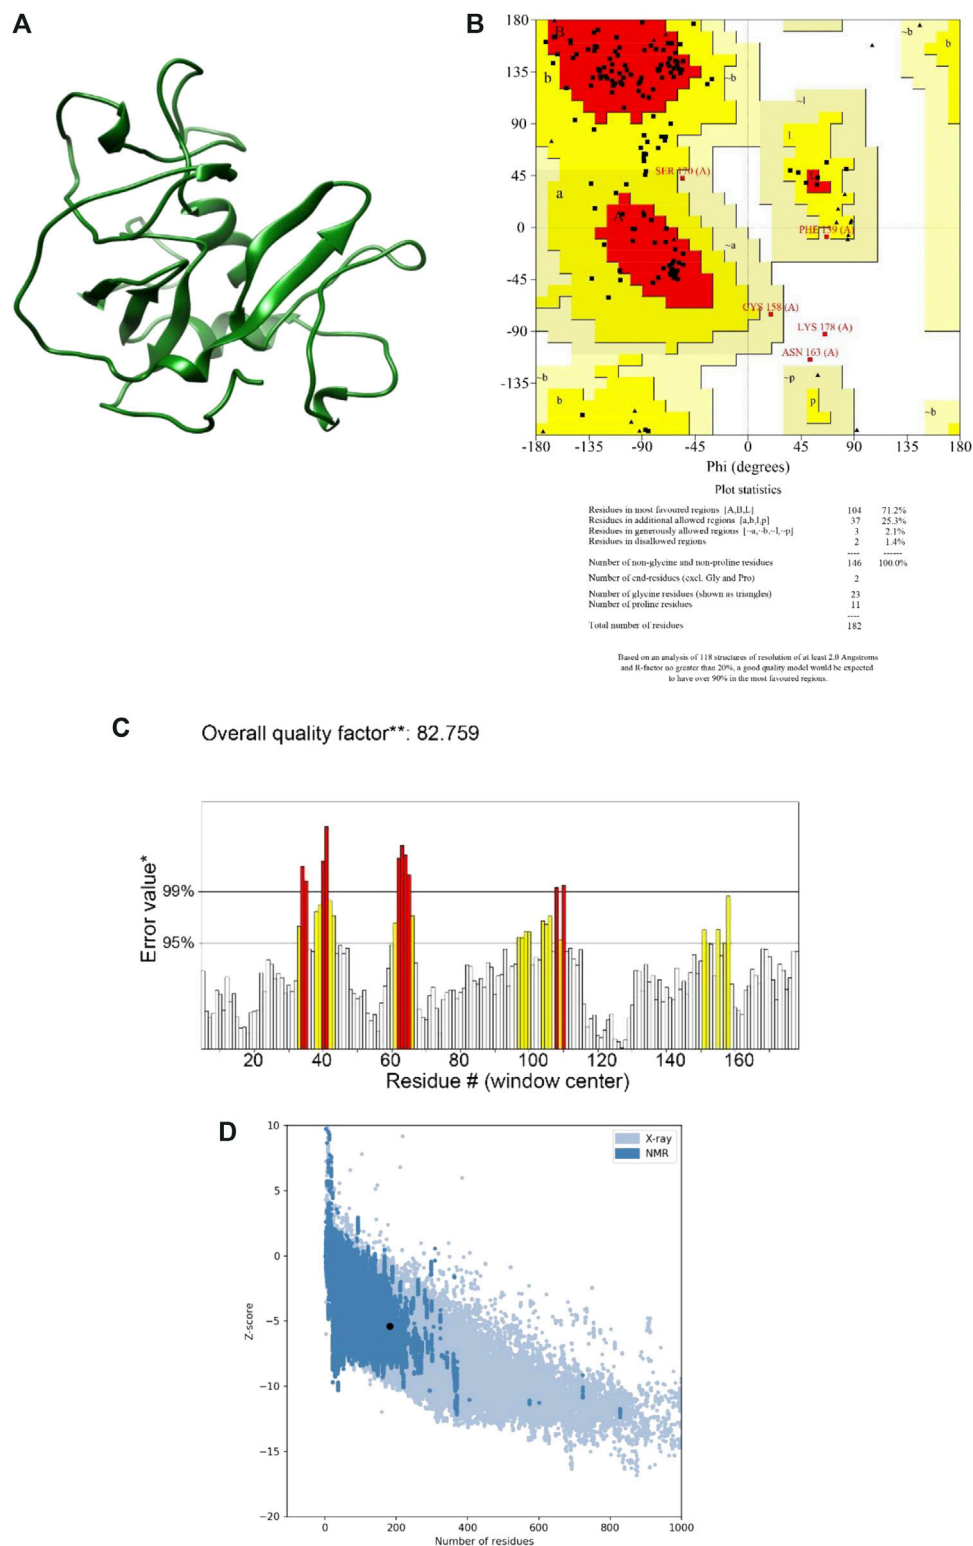 A
B
180
135
90
45
0
-45
-90
-135
-180
-135
-90
-45
0
45
90
135
180
B
b
~b
~b
b
~l
l
SER 170 (A)
a
A
~a
PHE 139 (A)
CYS 158 (A)
LYS 178 (A)
ASN 163 (A)
~b
b
~p
p
~b
Phi (degrees)
Plot statistics
Residues in most favoured regions [A,B,L] 104 71.2%
Residues in additional allowed regions [a,b,l,p] 37 25.3%
Residues in generously allowed regions [~a,~b,~l,~p] 3 2.1%
Residues in disallowed regions 2 1.4%
---- ------
Number of non-glycine and non-proline residues 146 100.0%
Number of end-residues (excl. Gly and Pro) 2
Number of glycine residues (shown as triangles) 23
Number of proline residues 11
----
Total number of residues 182
Based on an analysis of 118 structures of resolution of at least 2.0 Angstroms
and R-factor no greater than 20%, a good quality model would be expected
to have over 90% in the most favoured regions.
C
Overall quality factor**: 82.759
Error value*
99%
95%
20 40 60 80 100 120 140 160
Residue # (window center)
D
X-ray
NMR
Z-score
10
5
0
−5
−10
−15
−20
0 200 400 600 800 1000
Number of residues